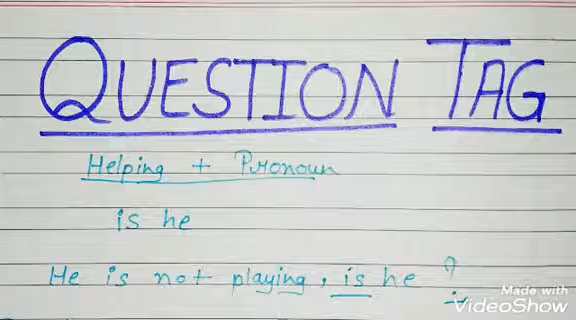 QUESTION TAG
Helping + Pronoun
is he
He is not playing, is he ?
Made with
VideoShow